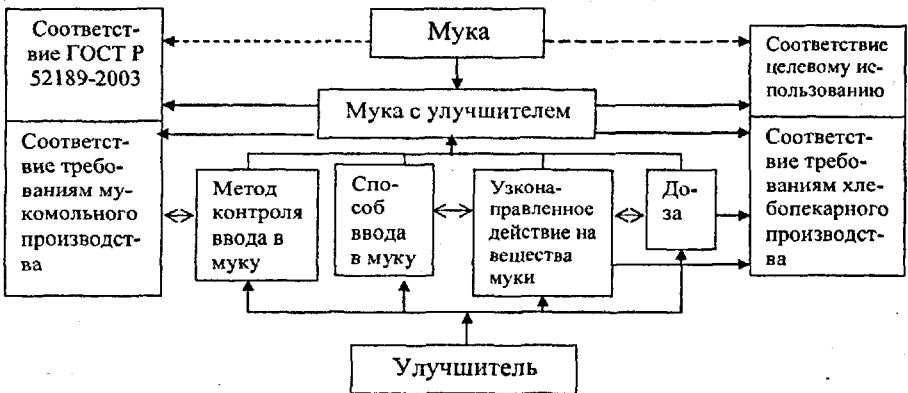 Соответст-
вие ГОСТ Р
52189-2003
Мука
Соответствие
целевому ис-
пользованию
Мука с улучшителем
Соответст-
вие требо-
ваниям му-
комольного
производст-
ва
Метод
контроля
ввода в
муку
Спо-
соб
ввода
в муку
Узкона-
правленное
действие на
вещества
муки
До-
за
Соответст-
вие требо-
ваниям хле-
бопекарного
производст-
ва
Улучшитель